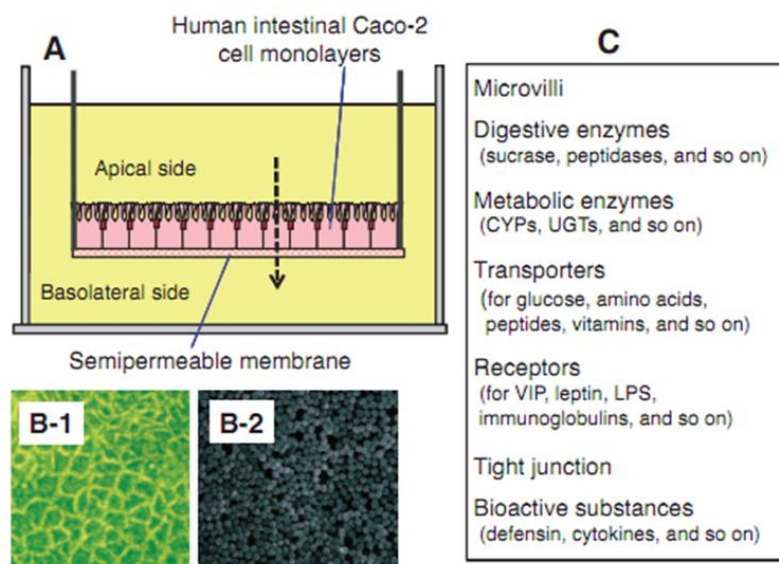 A
Human intestinal Caco-2
cell monolayers
Apical side
Basolateral side
Semipermeable membrane
B-1
B-2
C
Microvilli
Digestive enzymes
(sucrase, peptidases, and so on)
Metabolic enzymes
(CYPs, UGTs, and so on)
Transporters
(for glucose, amino acids,
peptides, vitamins, and so on)
Receptors
(for VIP, leptin, LPS,
immunoglobulins, and so on)
Tight junction
Bioactive substances
(defensin, cytokines, and so on)